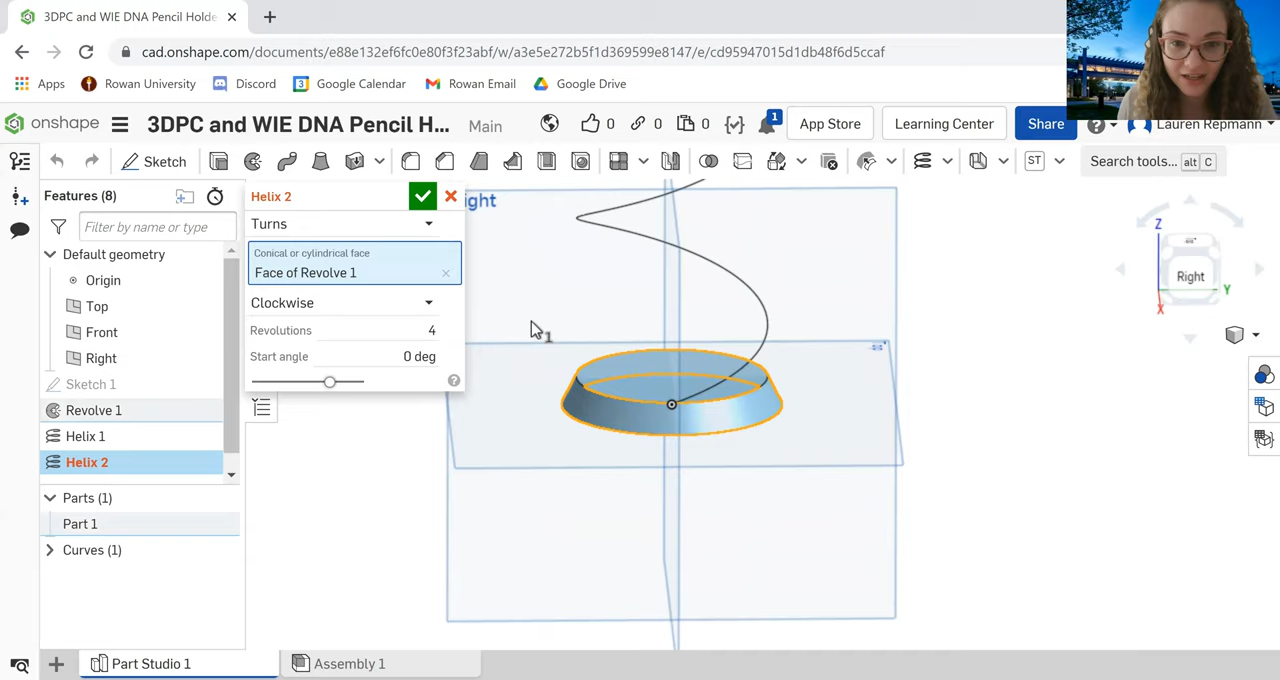 3DPC and WIE DNA Pencil Holde
cad.onshape.com/documents/e88e132ef6fc0e80f3f23abf/w/a3e5e272b5f1d369599e8147/e/cd95947015d1db48f6d5ccaf
Apps Rowan University Discord Google Calendar Rowan Email Google Drive
onshape 3DPC and WIE DNA Pencil H... Main 0 0 0 1 App Store Learning Center Share Lauren Repmann
Sketch ST Search tools... alt C
Features (8)
Filter by name or type
Default geometry
Origin
Top
Front
Right
Sketch 1
Revolve 1
Helix 1
Helix 2
Parts (1)
Part 1
Curves (1)
Helix 2
Turns
Conical or cylindrical face
Face of Revolve 1
Clockwise
Revolutions 4
Start angle 0 deg
ight
1
Z
Right
Y
X
Part Studio 1 Assembly 1